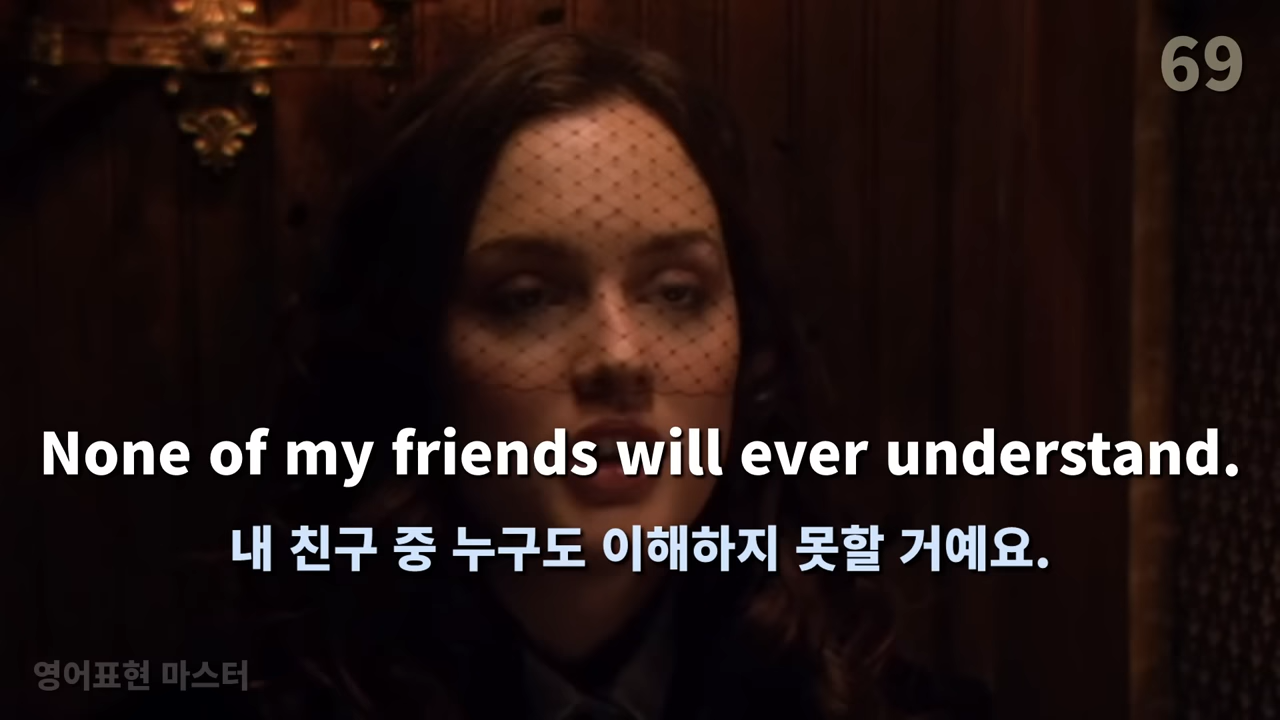 69
None of my friends will ever understand.
내 친구 중 누구도 이해하지 못할 거예요.
영어표현 마스터